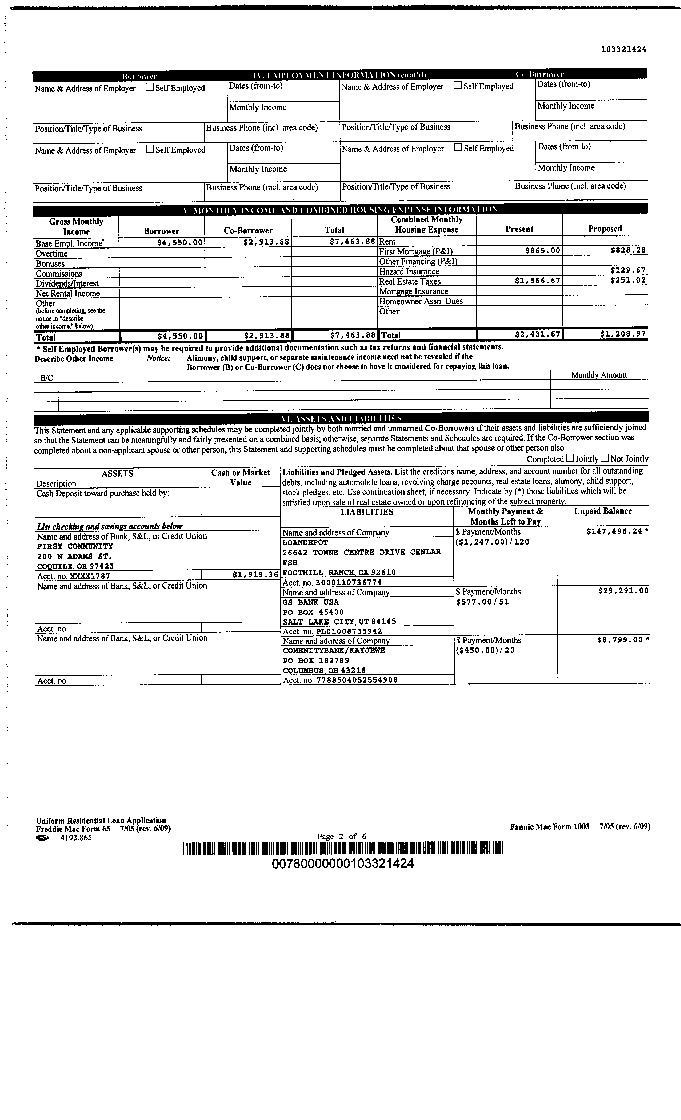 103321424
Borrower IV. EMPLOYMENT INFORMATION (cont'd) Co-Borrower
Name & Address of Employer ☐ Self Employed Dates (from-to) Name & Address of Employer ☐ Self Employed Dates (from-to)
Monthly Income Monthly Income
Position/Title/Type of Business Business Phone (incl. area code) Position/Title/Type of Business Business Phone (incl. area code)
Name & Address of Employer ☐ Self Employed Dates (from-to) Name & Address of Employer ☐ Self Employed Dates (from-to)
Monthly Income Monthly Income
Position/Title/Type of Business Business Phone (incl. area code) Position/Title/Type of Business Business Phone (incl. area code)
V. MONTHLY INCOME AND COMBINED HOUSING EXPENSE INFORMATION
Gross Monthly Income Borrower Co-Borrower Total Combined Monthly Housing Expense Present Proposed
Base Empl. Income* $4,550.00 $2,913.88 $7,463.88 Rent
Overtime First Mortgage (P&I) $865.00 $828.28
Bonuses Other Financing (P&I)
Commissions Hazard Insurance $129.67
Dividends/Interest Real Estate Taxes $1,566.67 $251.02
Net Rental Income Mortgage Insurance
Other Homeowner Assn. Dues
(before completing, see the notice in "describe other income," below) Other
Total $4,550.00 $2,913.88 $7,463.88 Total $2,431.67 $1,208.97
* Self Employed Borrower(s) may be required to provide additional documentation such as tax returns and financial statements.
Describe Other Income Notice: Alimony, child support, or separate maintenance income need not be revealed if the
Borrower (B) or Co-Borrower (C) does not choose to have it considered for repaying this loan.
B/C Monthly Amount
VI. ASSETS AND LIABILITIES
This Statement and any applicable supporting schedules may be completed jointly by both married and unmarried Co-Borrowers if their assets and liabilities are sufficiently joined
so that the Statement can be meaningfully and fairly presented on a combined basis; otherwise, separate Statements and Schedules are required. If the Co-Borrower section was
completed about a non-applicant spouse or other person, this Statement and supporting schedules must be completed about that spouse or other person also.
Completed ☐ Jointly ☐ Not Jointly
ASSETS Cash or Market Value
Description
Cash Deposit toward purchase held by:
List checking and savings accounts below
Name and address of Bank, S&L, or Credit Union
FIRST COMMUNITY
200 N ADAMS ST.
COQUILE, OR 97423
Acct. no. XXXX1787 $1,919.36
Name and address of Bank, S&L, or Credit Union
Acct. no.
Name and address of Bank, S&L, or Credit Union
Acct. no.
Liabilities and Pledged Assets. List the creditor's name, address, and account number for all outstanding
debts, including automobile loans, revolving charge accounts, real estate loans, alimony, child support,
stock pledges, etc. Use continuation sheet, if necessary. Indicate by (*) those liabilities which will be
satisfied upon sale of real estate owned or upon refinancing of the subject property.
LIABILITIES Monthly Payment & Months Left to Pay Unpaid Balance
Name and address of Company $ Payment/Months $147,498.24 *
LOANDEPOT ($1,247.00)/120
26642 TOWNE CENTRE DRIVE CENLAR
FSB
FOOTHILL RANCH, CA 92610
Acct. no. 3000110736774
Name and address of Company $ Payment/Months $29,291.00
GS BANK USA $577.00/51
PO BOX 45400
SALT LAKE CITY, UT 84145
Acct. no. PL01008733942
Name and address of Company $ Payment/Months $8,799.00 *
COMENITYBANK/KAYJEWE ($450.00)/20
PO BOX 182789
COLUMBUS, OH 43218
Acct. no. 7788504052554908
Uniform Residential Loan Application
Freddie Mac Form 65 7/05 (rev. 6/09) Fannie Mae Form 1003 7/05 (rev. 6/09)
4193.865 Page 2 of 6
00780000000103321424